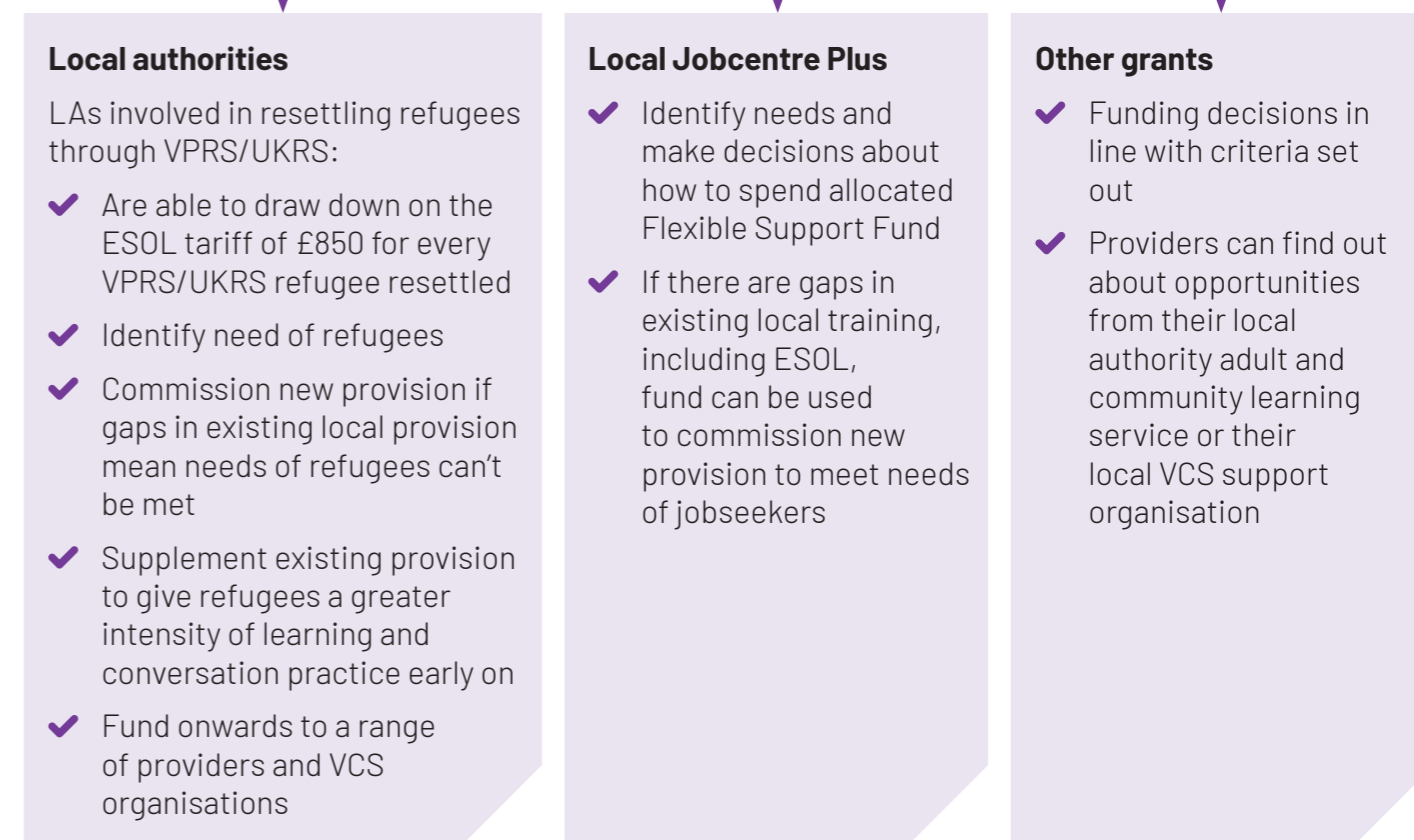 Local authorities
LAs involved in resettling refugees
through VPRS/UKRS:
Are able to draw down on the
ESOL tariff of £850 for every
VPRS/UKRS refugee resettled
Identify need of refugees
Commission new provision if
gaps in existing local provision
mean needs of refugees can't
be met
Supplement existing provision
to give refugees a greater
intensity of learning and
conversation practice early on
Fund onwards to a range
of providers and VCS
organisations
Local Jobcentre Plus
Identify needs and
make decisions about
how to spend allocated
Flexible Support Fund
If there are gaps in
existing local training,
including ESOL,
fund can be used
to commission new
provision to meet needs
of jobseekers
Other grants
Funding decisions in
line with criteria set
out
Providers can find out
about opportunities
from their local
authority adult and
community learning
service or their
local VCS support
organisation